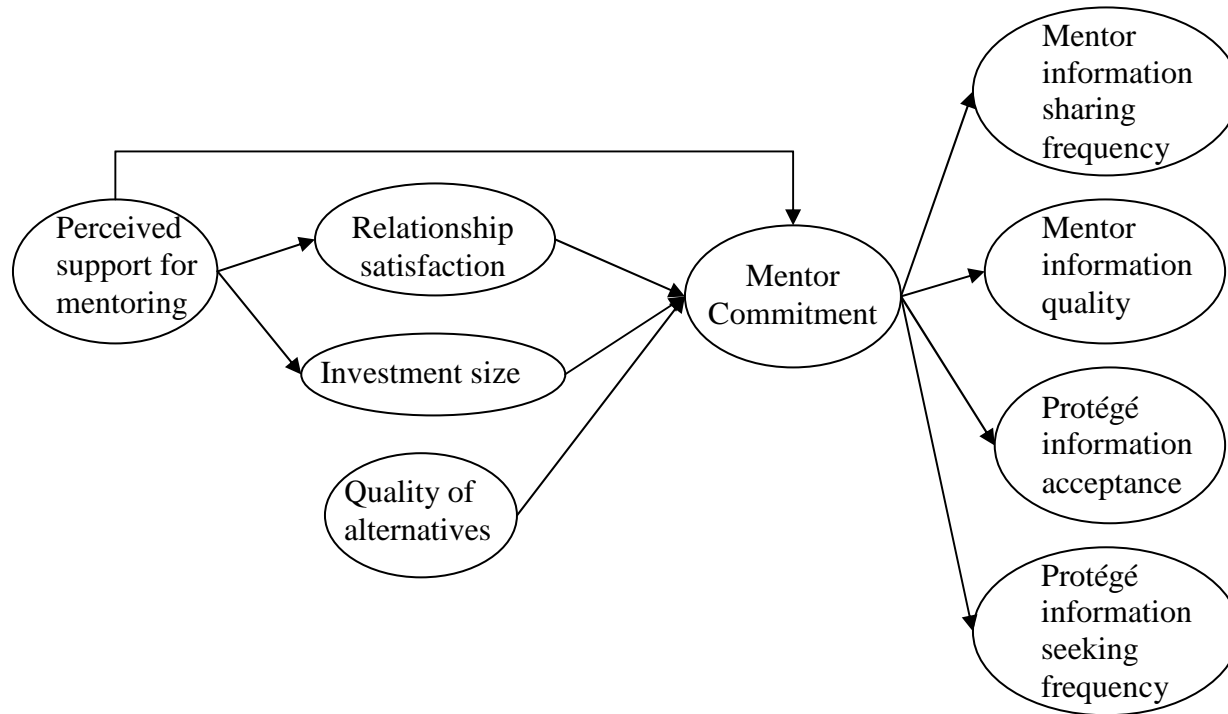 Perceived
support for
mentoring
Relationship
satisfaction
Investment size
Quality of
alternatives
Mentor
Commitment
Mentor
information
sharing
frequency
Mentor
information
quality
Protégé
information
acceptance
Protégé
information
seeking
frequency